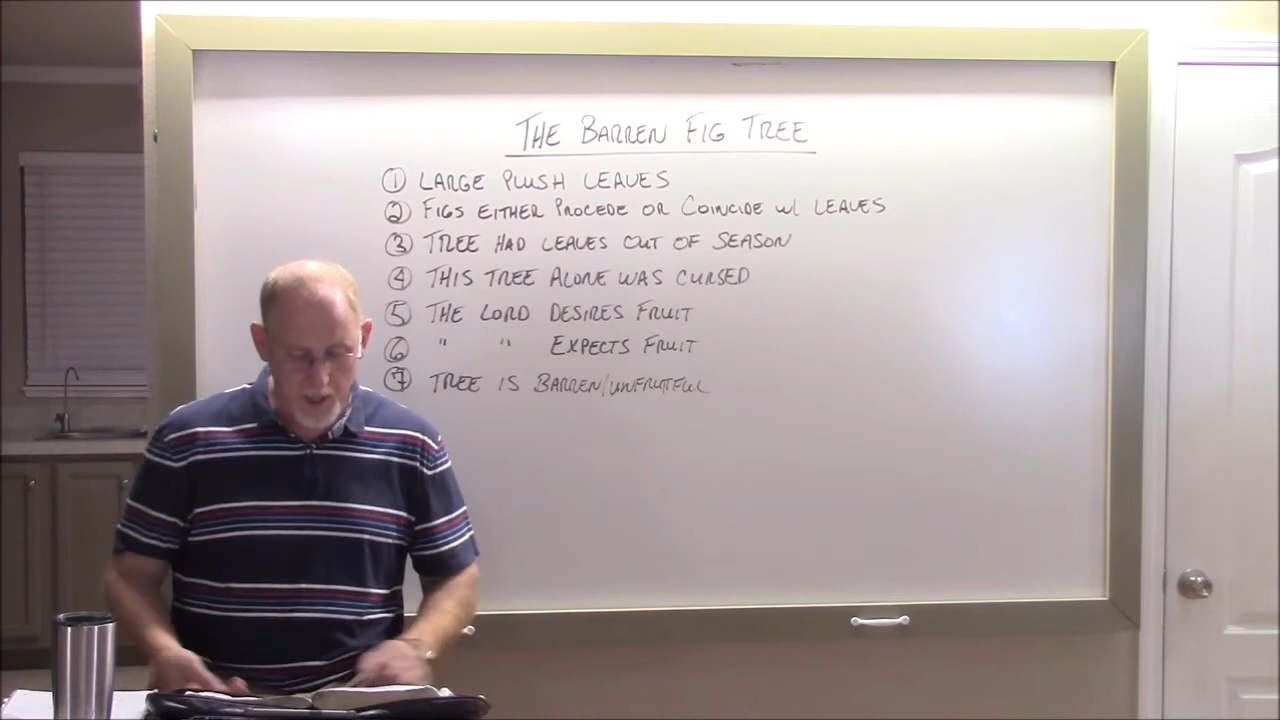 THE BARREN FIG TREE
① LARGE PLUSH LEAVES
② FIGS EITHER PROCEDE OR COINCIDE W/ LEAVES
③ TREE HAD LEAVES OUT OF SEASON
④ THIS TREE ALONE WAS CURSED
⑤ THE LORD DESIRES FRUIT
⑥ " " EXPECTS FRUIT
⑦ TREE IS BARREN/UNFRUTFUL